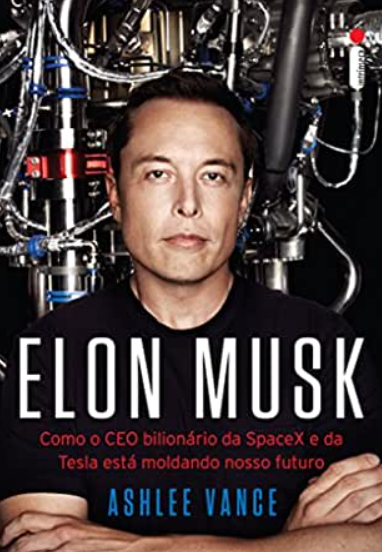 ELON MUSK
Como o CEO bilionário da SpaceX e da
Tesla está moldando nosso futuro
ASHLEE VANCE